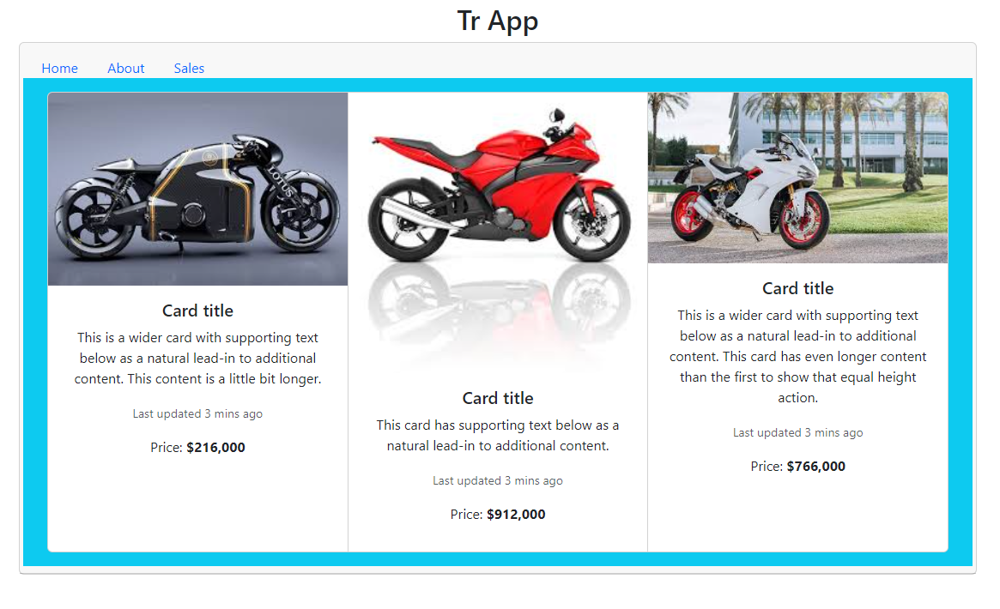 Tr App
Home About Sales
LOTUS
Card title
This is a wider card with supporting text
below as a natural lead-in to additional
content. This content is a little bit longer.
Last updated 3 mins ago
Price: $216,000
Card title
This card has supporting text below as a
natural lead-in to additional content.
Last updated 3 mins ago
Price: $912,000
Card title
This is a wider card with supporting text
below as a natural lead-in to additional
content. This card has even longer content
than the first to show that equal height
action.
Last updated 3 mins ago
Price: $766,000